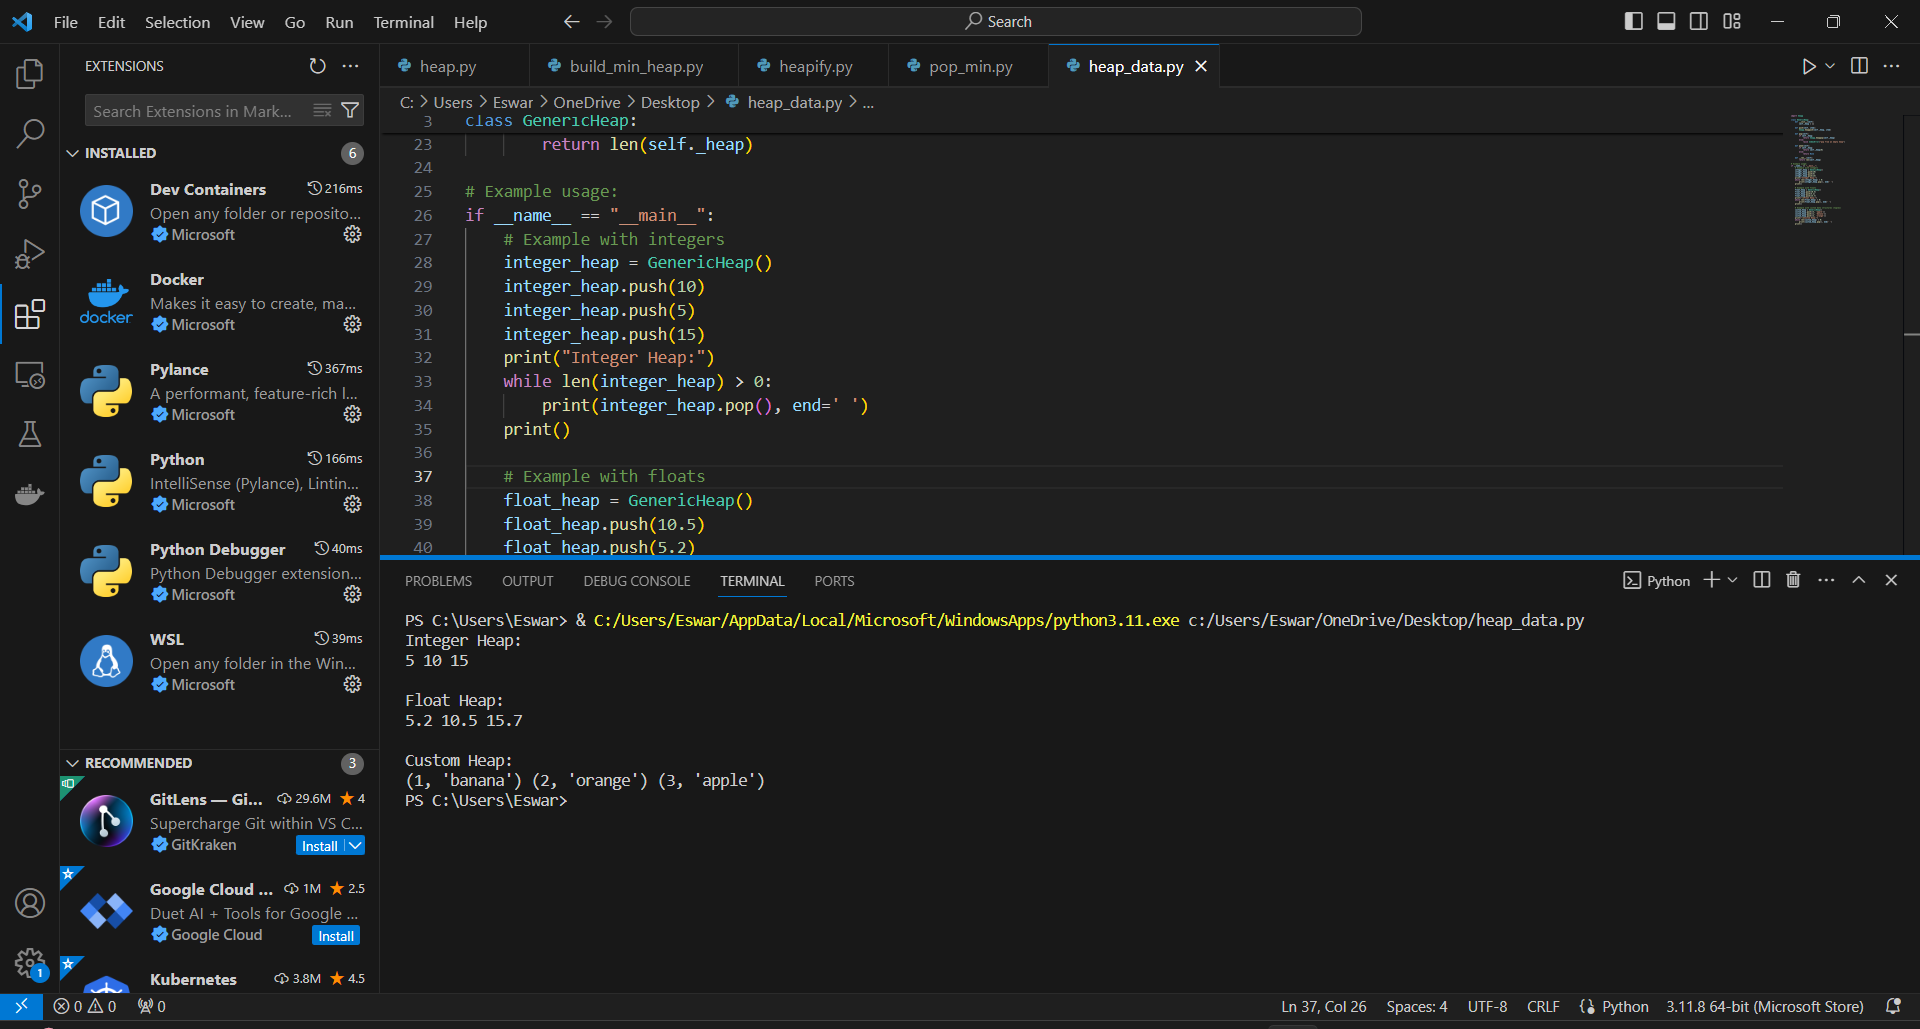 File Edit Selection View Go Run Terminal Help
Search
EXTENSIONS
Search Extensions in Mark...
INSTALLED
6
Dev Containers 216ms
Open any folder or reposito...
Microsoft
Docker
Makes it easy to create, ma...
docker
Microsoft
Pylance 367ms
A performant, feature-rich l...
Microsoft
Python 166ms
IntelliSense (Pylance), Lintin...
Microsoft
Python Debugger 40ms
Python Debugger extension...
Microsoft
WSL 39ms
Open any folder in the Win...
Microsoft
RECOMMENDED
3
GitLens — Gi... 29.6M 4
Supercharge Git within VS C...
GitKraken Install
Google Cloud ... 1M 2.5
Duet AI + Tools for Google ...
Google Cloud Install
Kubernetes 3.8M 4.5
1
heap.py build_min_heap.py heapify.py pop_min.py heap_data.py
C: > Users > Eswar > OneDrive > Desktop > heap_data.py > ...
3 class GenericHeap:
23         return len(self._heap)
24
25 # Example usage:
26 if __name__ == "__main__":
27     # Example with integers
28     integer_heap = GenericHeap()
29     integer_heap.push(10)
30     integer_heap.push(5)
31     integer_heap.push(15)
32     print("Integer Heap:")
33     while len(integer_heap) > 0:
34         print(integer_heap.pop(), end=' ')
35     print()
36
37     # Example with floats
38     float_heap = GenericHeap()
39     float_heap.push(10.5)
40     float_heap.push(5.2)
PROBLEMS OUTPUT DEBUG CONSOLE TERMINAL PORTS
Python
PS C:\Users\Eswar> & C:/Users/Eswar/AppData/Local/Microsoft/WindowsApps/python3.11.exe c:/Users/Eswar/OneDrive/Desktop/heap_data.py
Integer Heap:
5 10 15
Float Heap:
5.2 10.5 15.7
Custom Heap:
(1, 'banana') (2, 'orange') (3, 'apple')
PS C:\Users\Eswar>
0 0 0
Ln 37, Col 26 Spaces: 4 UTF-8 CRLF {} Python 3.11.8 64-bit (Microsoft Store)